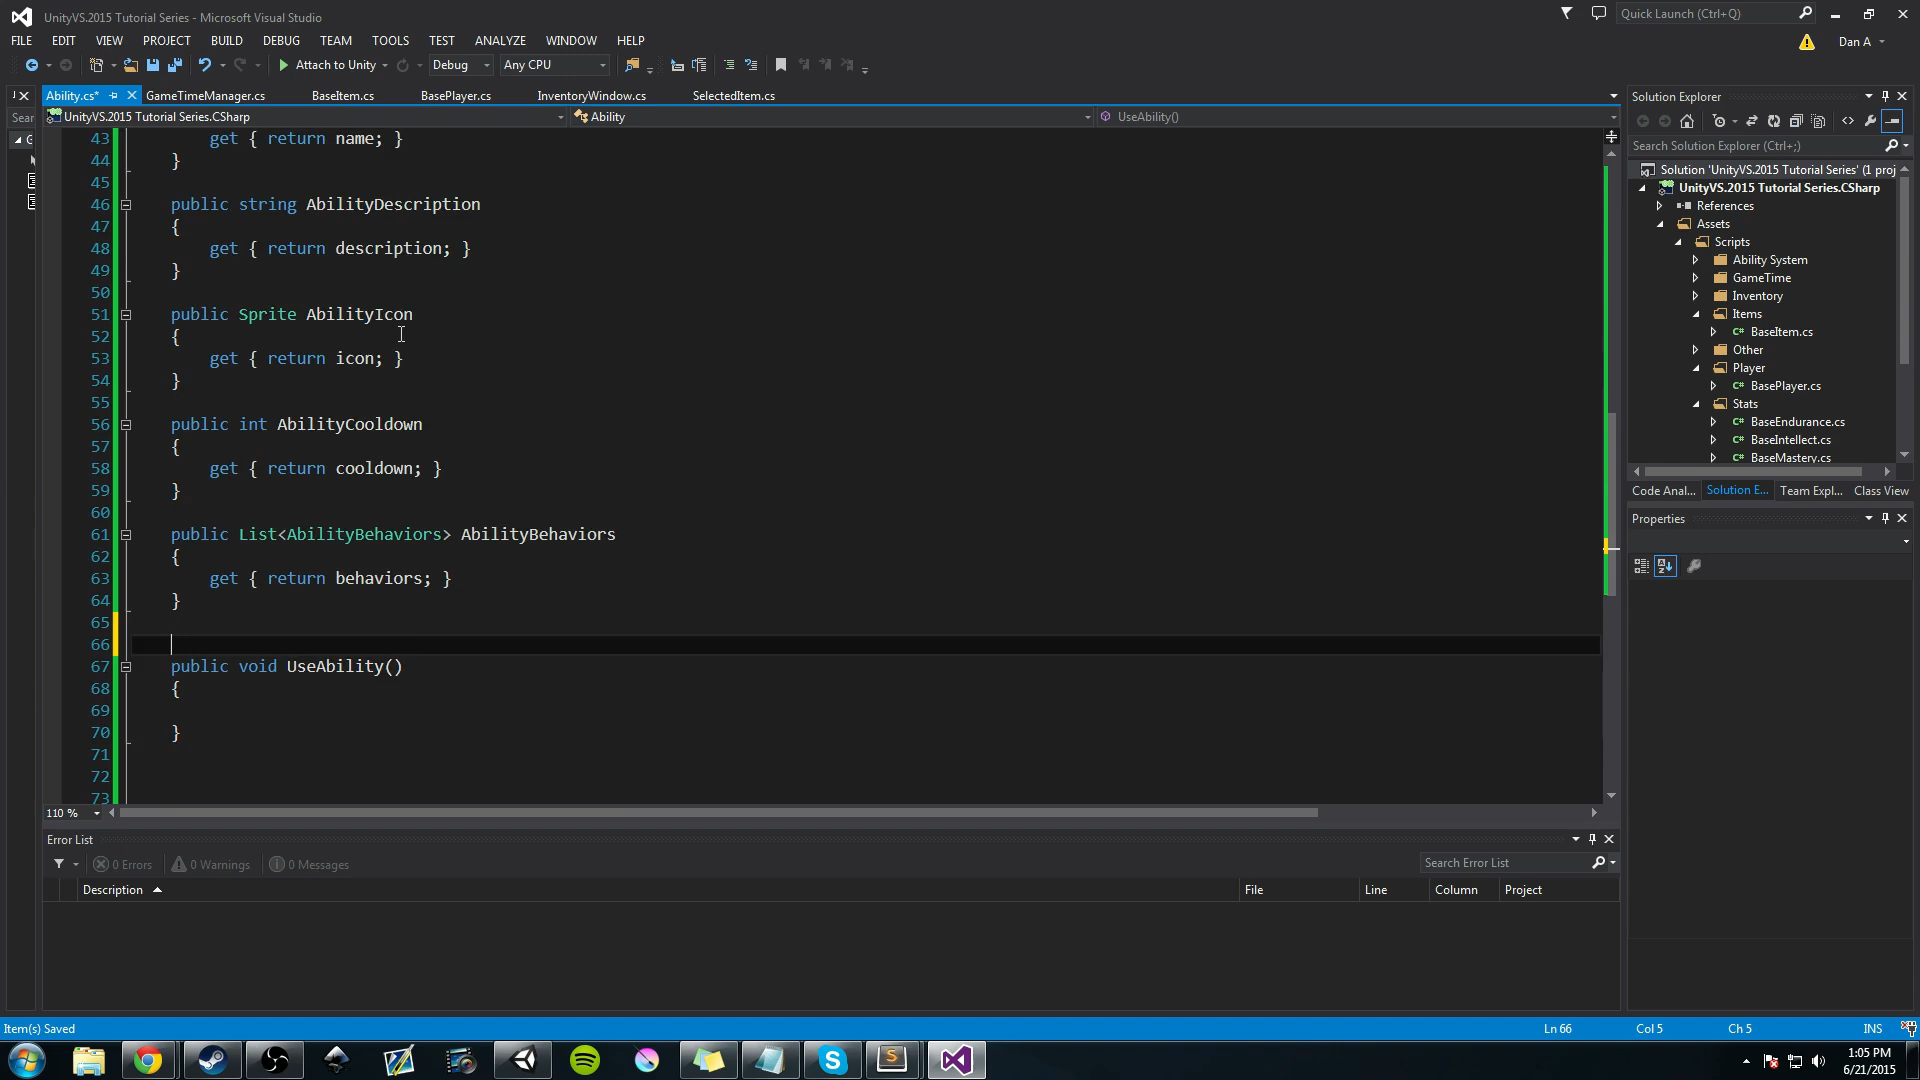 UnityVS.2015 Tutorial Series - Microsoft Visual Studio
Quick Launch (Ctrl+Q)
FILE EDIT VIEW PROJECT BUILD DEBUG TEAM TOOLS TEST ANALYZE WINDOW HELP
Dan A
Attach to Unity Debug Any CPU
Ability.cs* GameTimeManager.cs BaseItem.cs BasePlayer.cs InventoryWindow.cs SelectedItem.cs
Sear
UnityVS.2015 Tutorial Series.CSharp Ability UseAbility()
43 get { return name; }
44 }
45
46 public string AbilityDescription
47 {
48 get { return description; }
49 }
50
51 public Sprite AbilityIcon
52 {
53 get { return icon; }
54 }
55
56 public int AbilityCooldown
57 {
58 get { return cooldown; }
59 }
60
61 public List<AbilityBehaviors> AbilityBehaviors
62 {
63 get { return behaviors; }
64 }
65
66
67 public void UseAbility()
68 {
69
70 }
71
72
73
110 %
Solution Explorer
Search Solution Explorer (Ctrl+;)
Solution 'UnityVS.2015 Tutorial Series' (1 proj
UnityVS.2015 Tutorial Series.CSharp
References
Assets
Scripts
Ability System
GameTime
Inventory
Items
C# BaseItem.cs
Other
Player
C# BasePlayer.cs
Stats
C# BaseEndurance.cs
C# BaseIntellect.cs
C# BaseMastery.cs
Code Anal... Solution E... Team Expl... Class View
Properties
Error List
0 Errors 0 Warnings 0 Messages
Search Error List
Description File Line Column Project
Item(s) Saved Ln 66 Col 5 Ch 5 INS
1:05 PM
6/21/2015